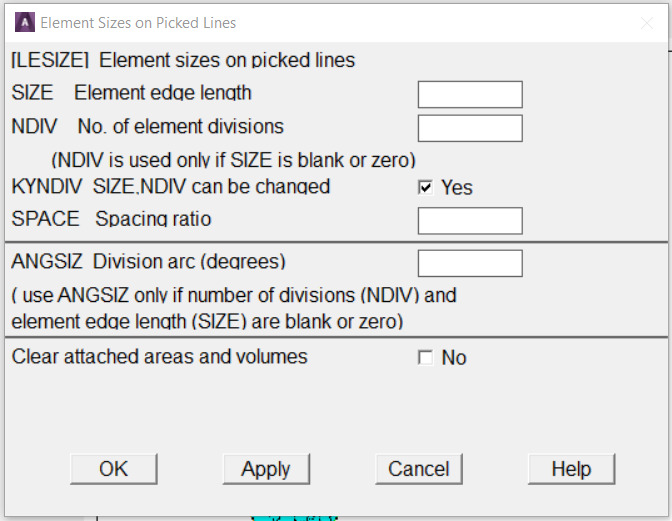 Element Sizes on Picked Lines
[LESIZE] Element sizes on picked lines
SIZE Element edge length
NDIV No. of element divisions
(NDIV is used only if SIZE is blank or zero)
KYNDIV SIZE,NDIV can be changed
Yes
SPACE Spacing ratio
ANGSIZ Division arc (degrees)
( use ANGSIZ only if number of divisions (NDIV) and
element edge length (SIZE) are blank or zero)
Clear attached areas and volumes
No
OK
Apply
Cancel
Help